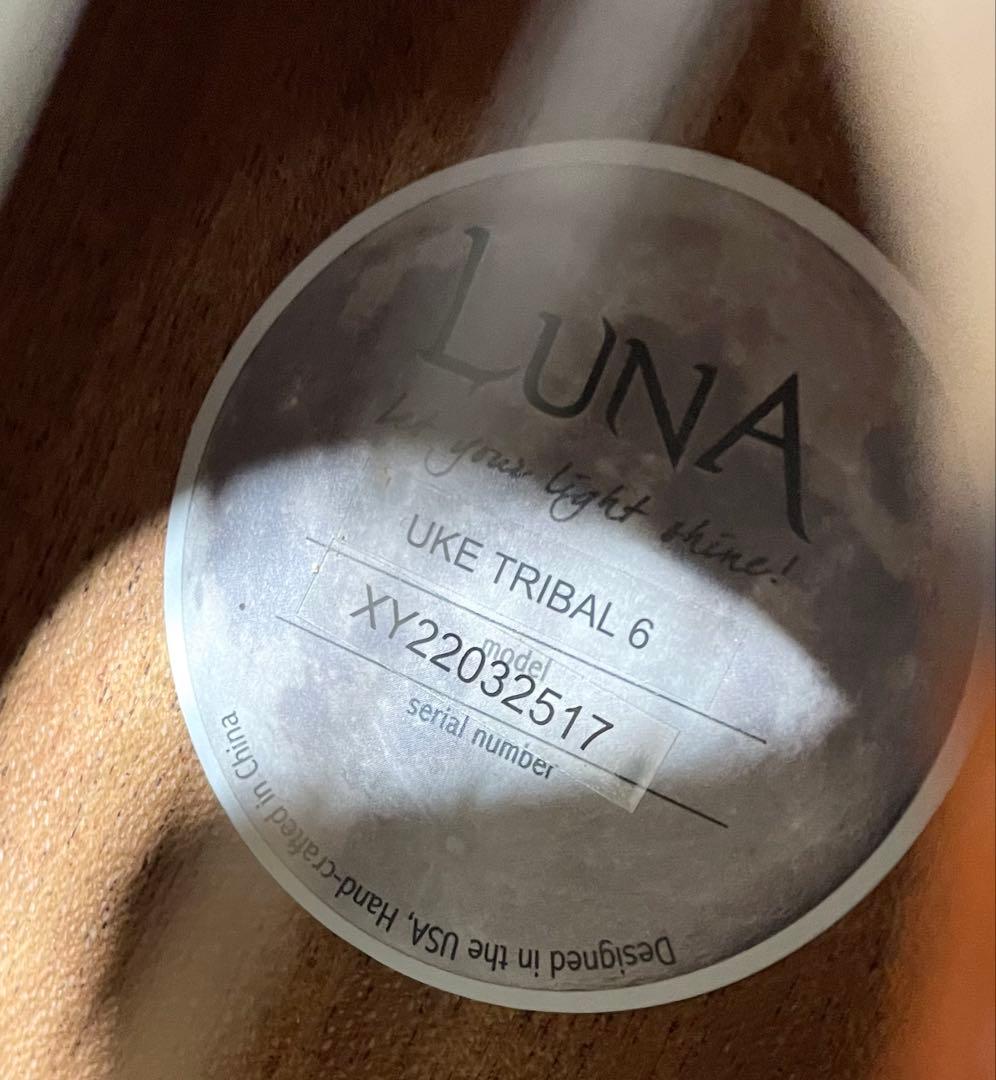 LUNA
Let your light shine!
UKE TRIBAL 6
model
XY22032517
serial number
Designed in the USA, Hand-crafted in China